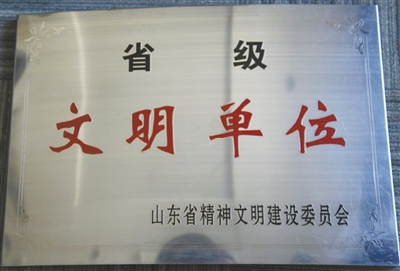 省级
文明单位
山东省精神文明建设委员会